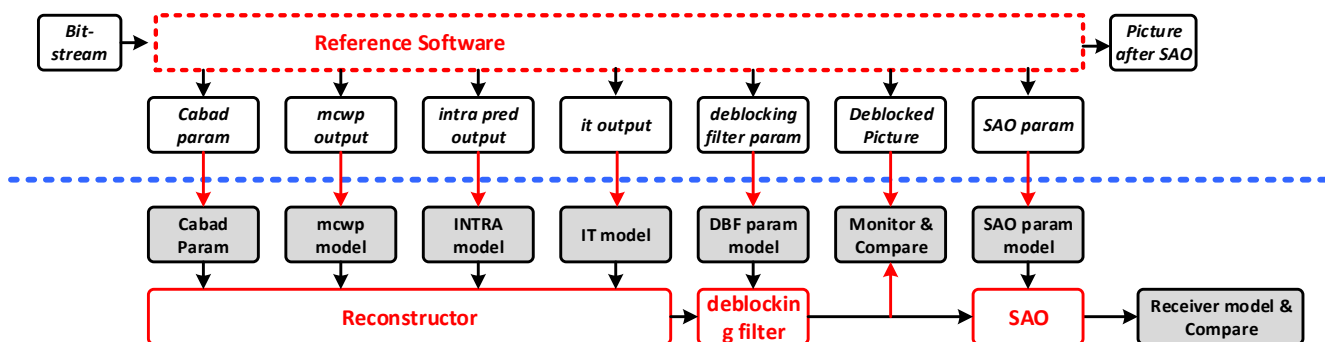 Bit-
stream
Reference Software
Picture
after SAO
Cabad
param
mcwp
output
intra pred
output
it output
deblocking
filter param
Deblocked
Picture
SAO param
Cabad
Param
mcwp
model
INTRA
model
IT model
DBF param
model
Monitor &
Compare
SAO param
model
Reconstructor
deblockin
g filter
SAO
Receiver model &
Compare